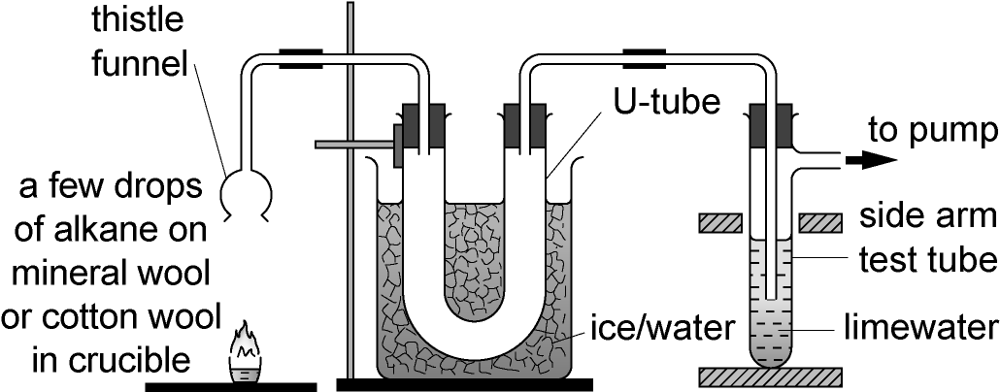 thistle
funnel
U-tube
to pump
a few drops
of alkane on
mineral wool
or cotton wool
in crucible
side arm
test tube
ice/water
limewater